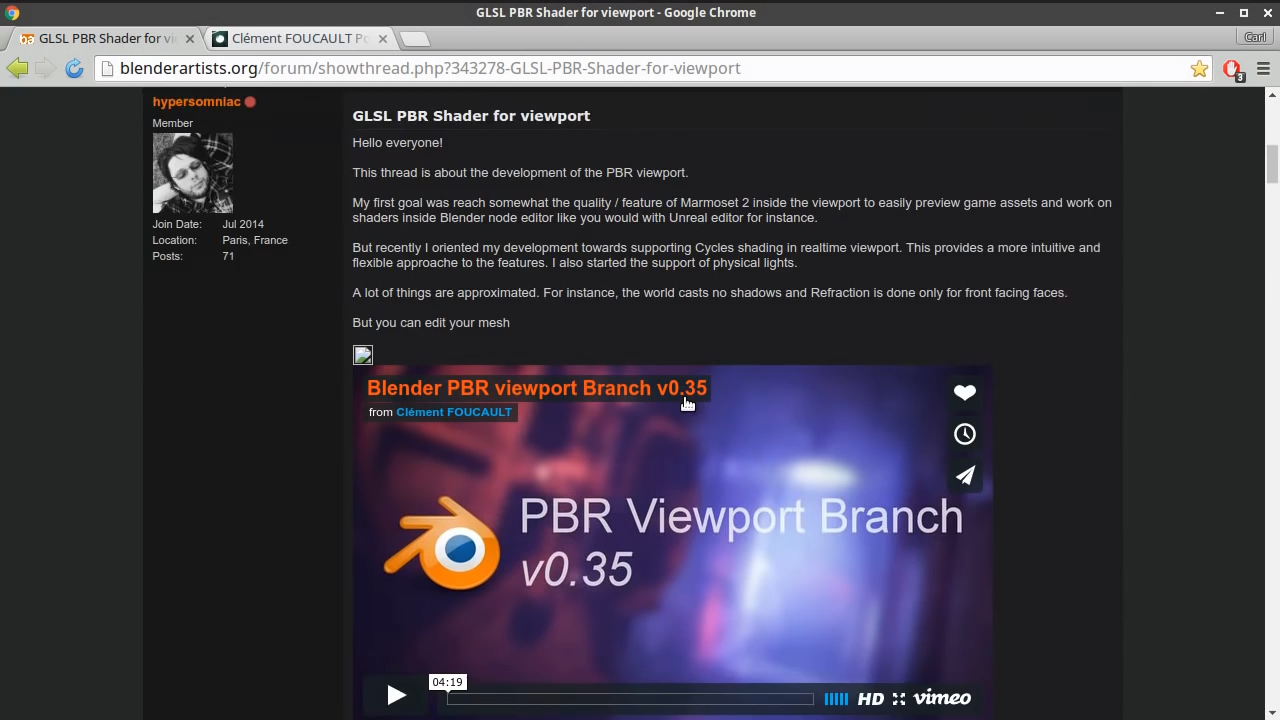 GLSL PBR Shader for viewport - Google Chrome
GLSL PBR Shader for vi
Clément FOUCAULT Po
Carl
blenderartists.org/forum/showthread.php?343278-GLSL-PBR-Shader-for-viewport
3
hypersomniac
Member
Join Date: Jul 2014
Location: Paris, France
Posts: 71
GLSL PBR Shader for viewport
Hello everyone!
This thread is about the development of the PBR viewport.
My first goal was reach somewhat the quality / feature of Marmoset 2 inside the viewport to easily preview game assets and work on
shaders inside Blender node editor like you would with Unreal editor for instance.
But recently I oriented my development towards supporting Cycles shading in realtime viewport. This provides a more intuitive and
flexible approache to the features. I also started the support of physical lights.
A lot of things are approximated. For instance, the world casts no shadows and Refraction is done only for front facing faces.
But you can edit your mesh
Blender PBR viewport Branch v0.35
from Clément FOUCAULT
PBR Viewport Branch
v0.35
04:19
HD vimeo